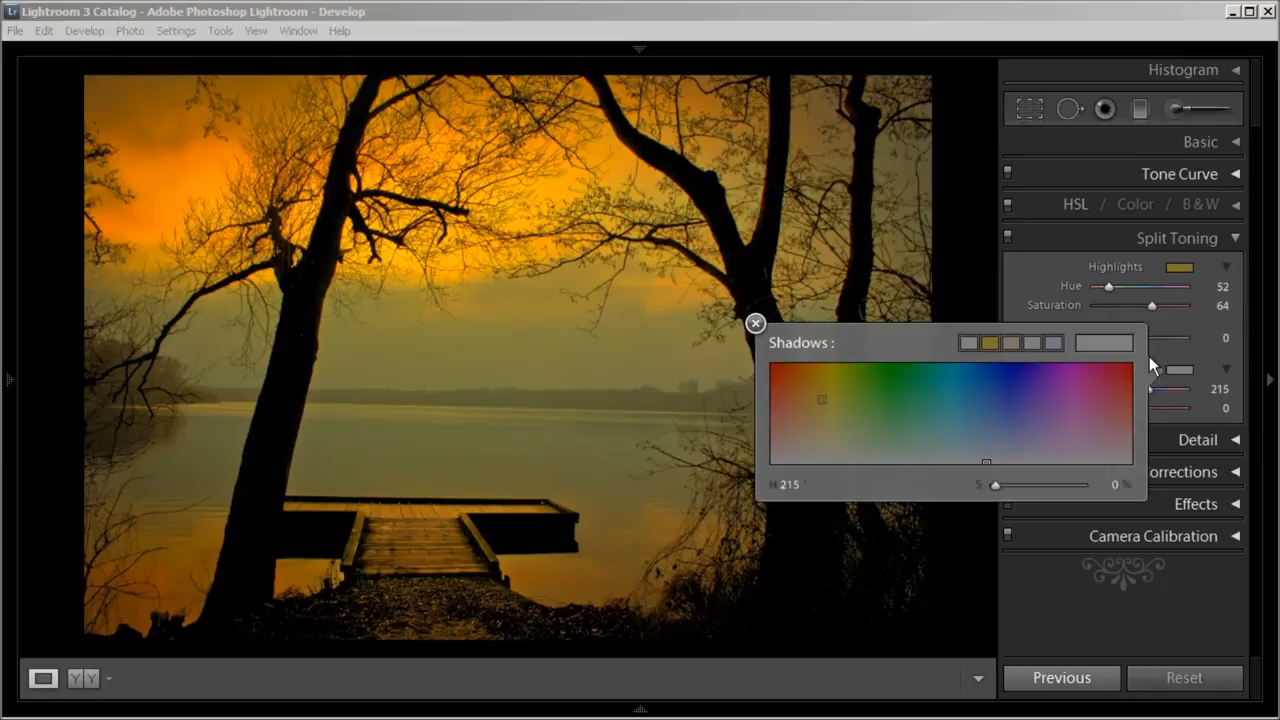 Lr Lightroom 3 Catalog - Adobe Photoshop Lightroom - Develop
File Edit Develop Photo Settings Tools View Window Help
Histogram
Basic
Tone Curve
HSL / Color / B & W
Split Toning
Highlights
Hue 52
Saturation 64
0
Shadows :
215
0
H 215 °
S 0 %
Detail
orrections
Effects
Camera Calibration
Y Y
Previous Reset